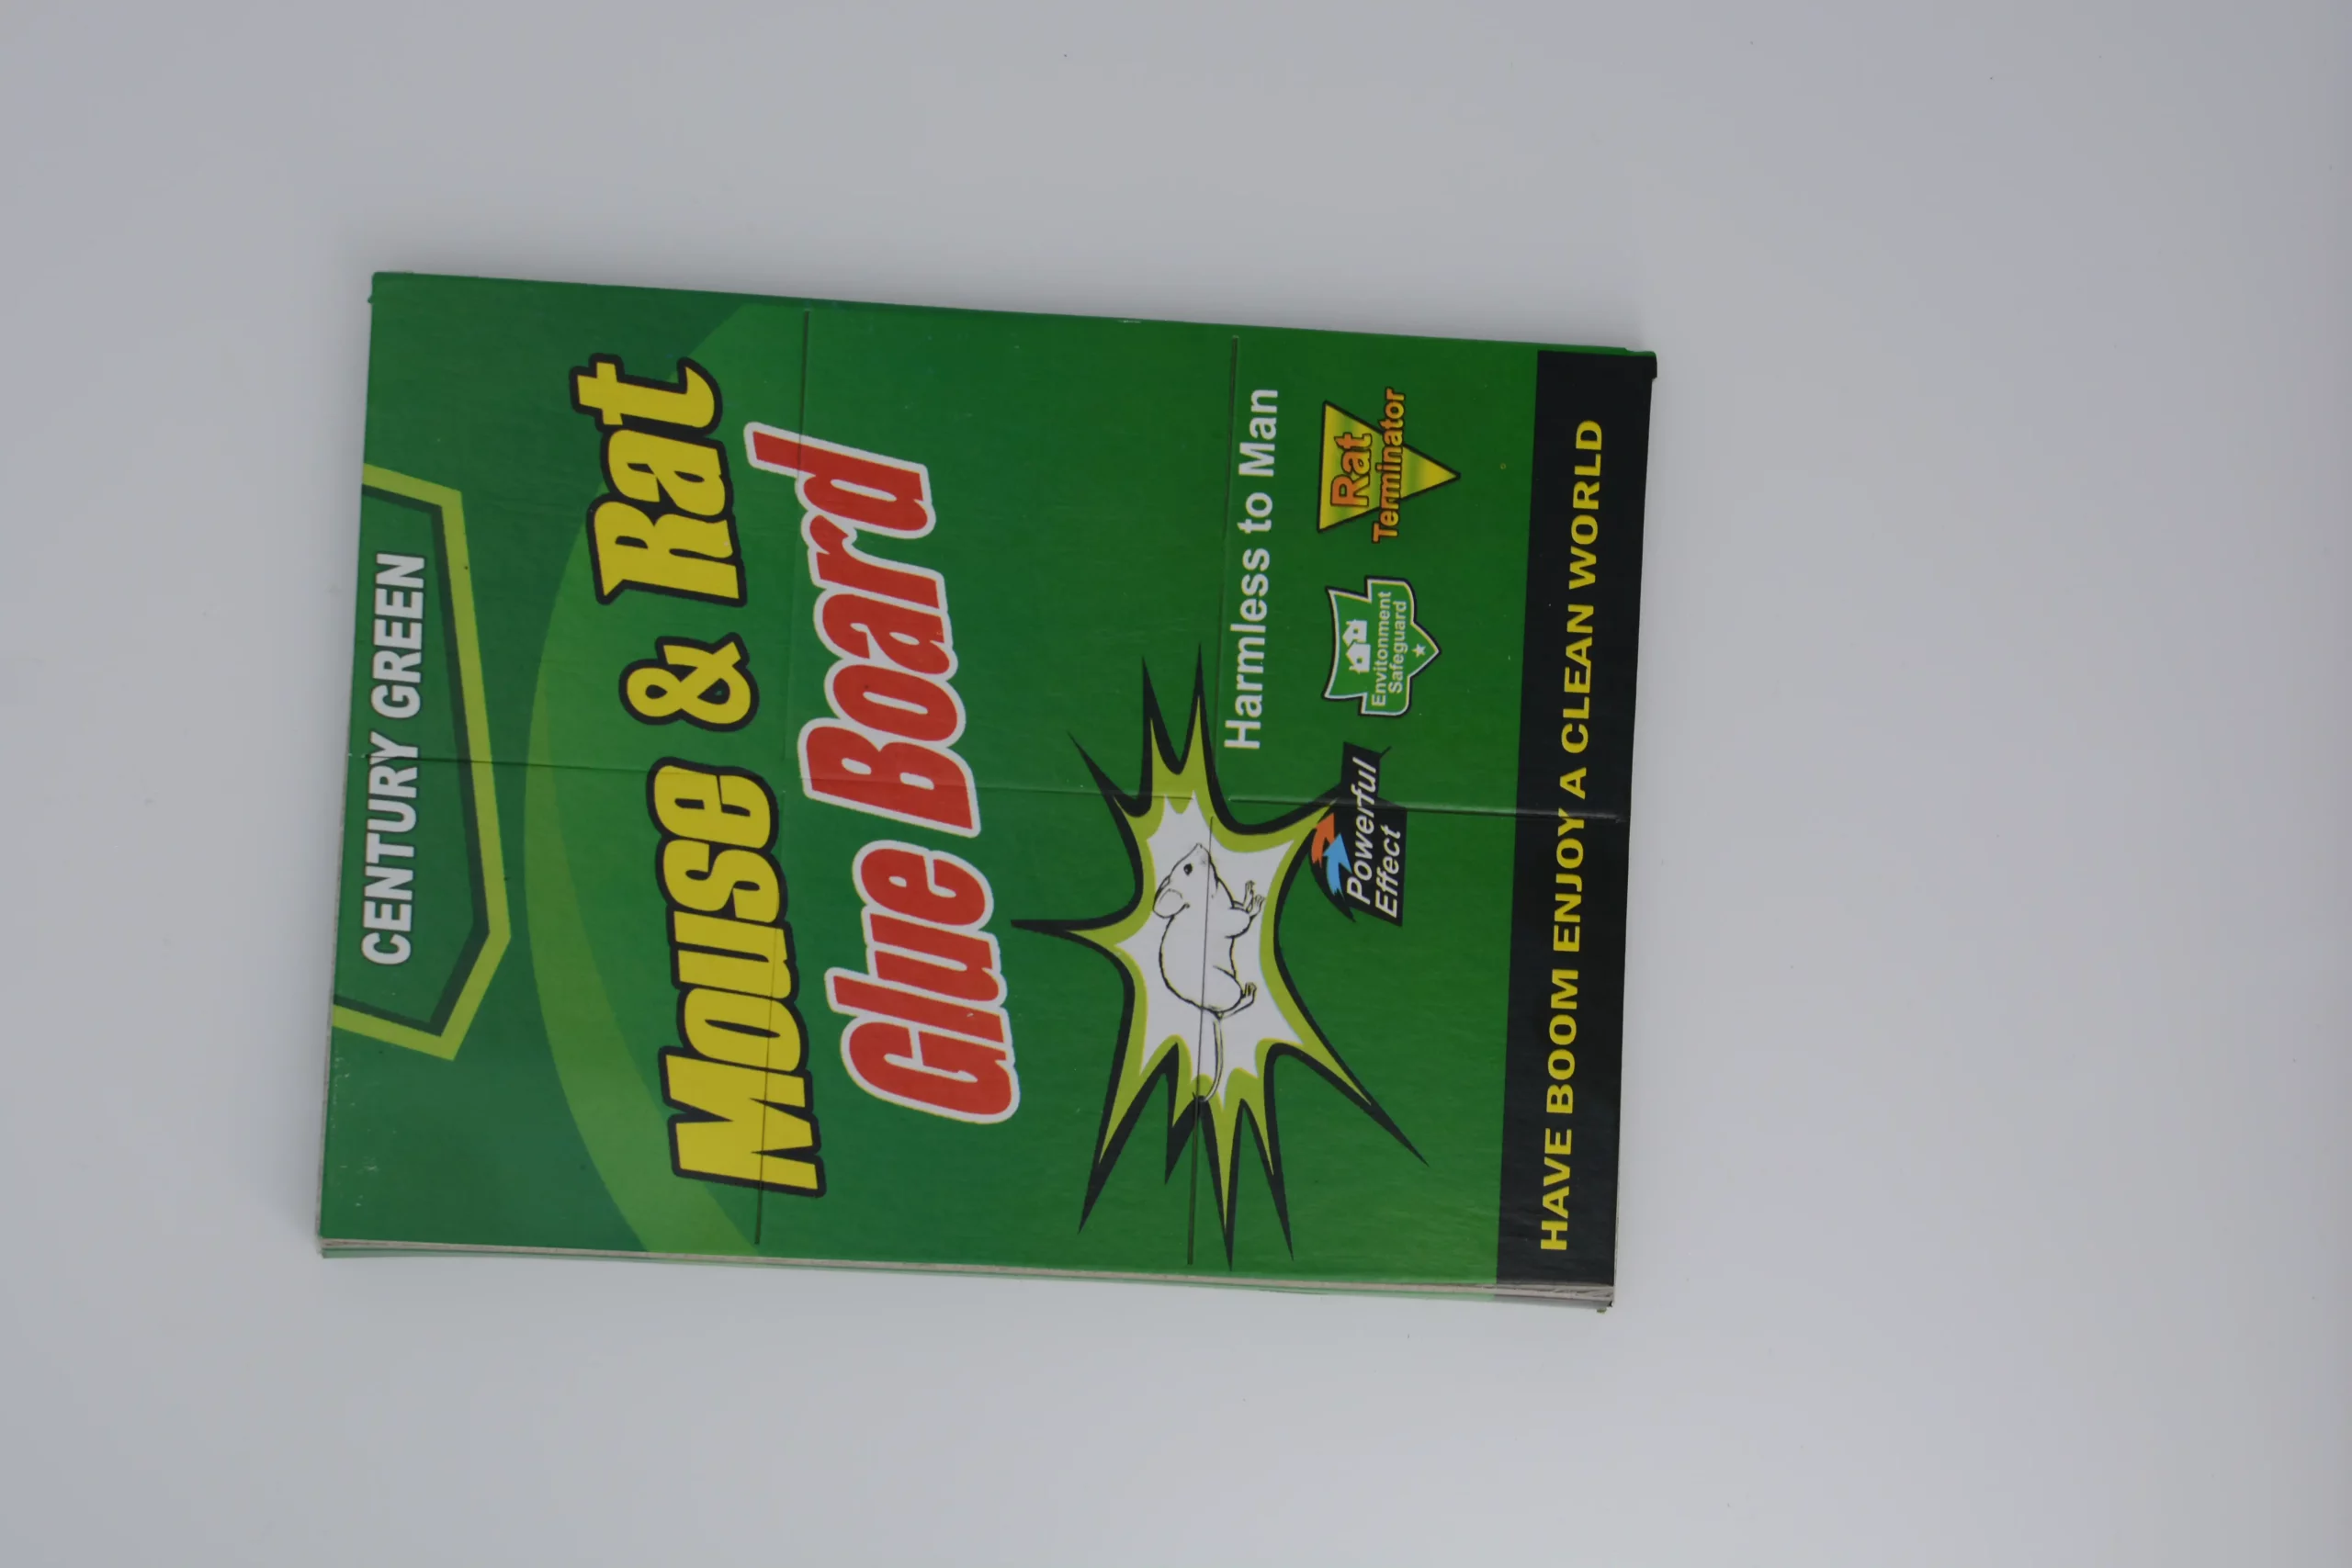 CENTURY GREEN
Mouse & Rat
Glue Board
Harmless to Man
Powerful
Effect
Envitonment
Safeguard
Rat
Terminator
HAVE BOOM ENJOY A CLEAN WORLD